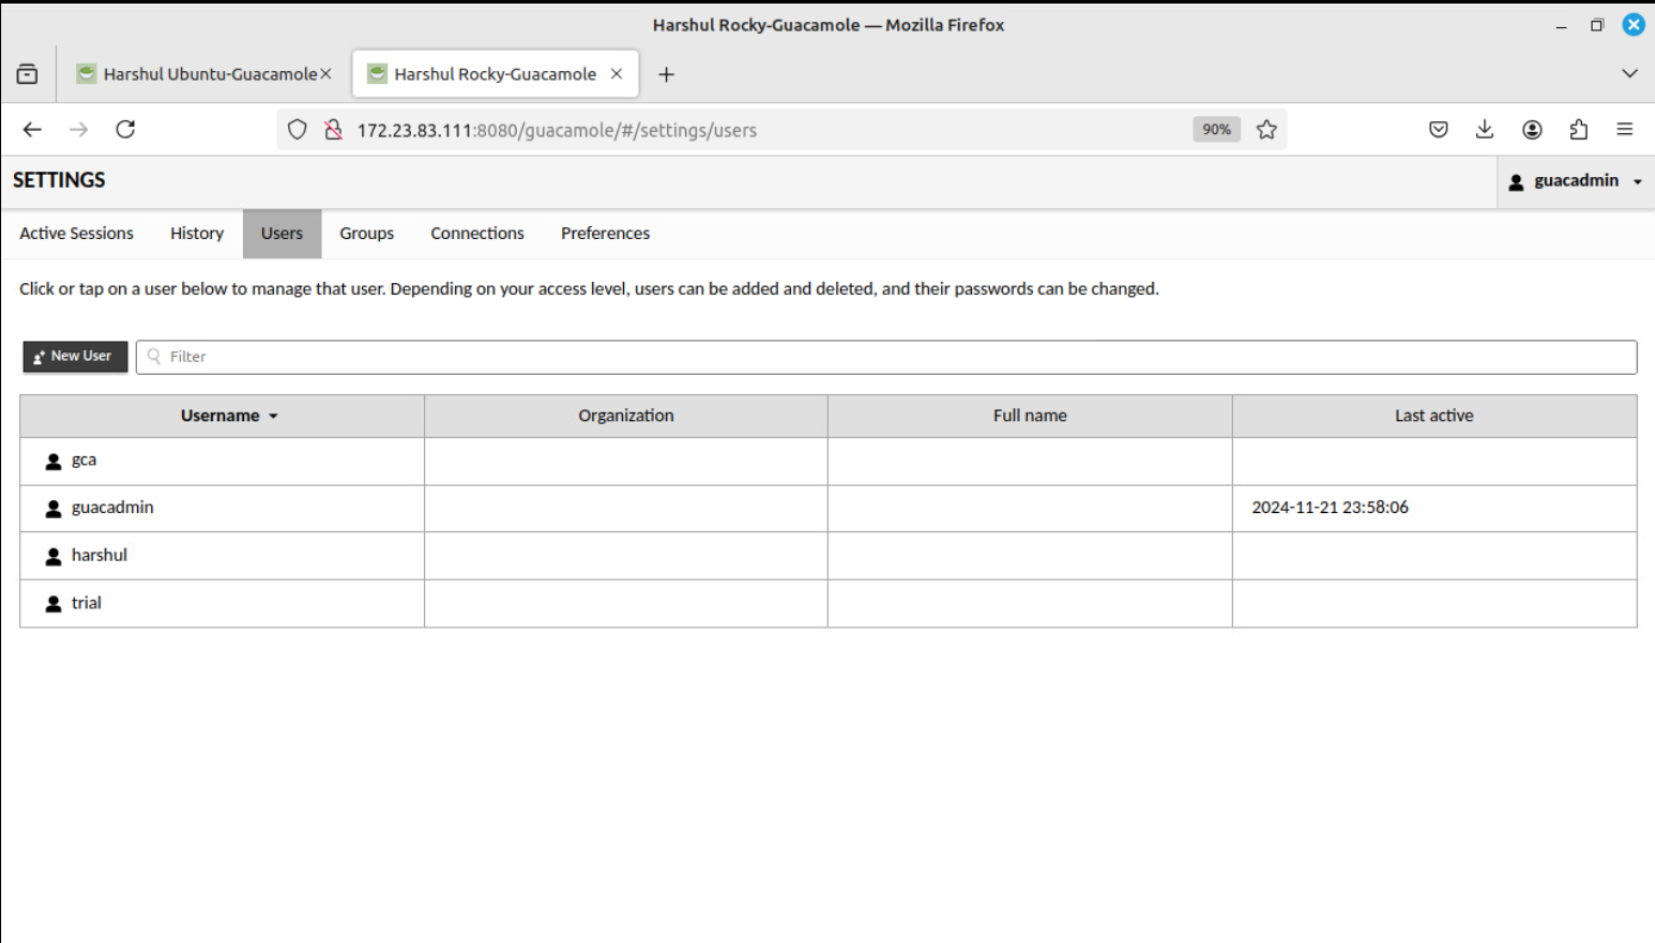 Harshul Rocky-Guacamole — Mozilla Firefox
Harshul Ubuntu-Guacamole
Harshul Rocky-Guacamole
172.23.83.111:8080/guacamole/#/settings/users
90%
SETTINGS
guacadmin
Active Sessions History Users Groups Connections Preferences
Click or tap on a user below to manage that user. Depending on your access level, users can be added and deleted, and their passwords can be changed.
New User
Filter
Username Organization Full name Last active
gca
guacadmin 2024-11-21 23:58:06
harshul
trial